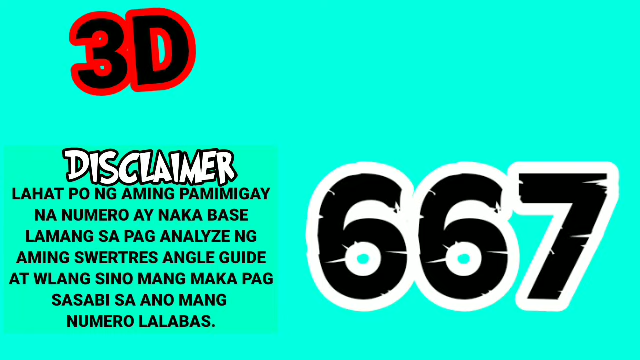 3D
DISCLAIMER
LAHAT PO NG AMING PAMIMIGAY
NA NUMERO AY NAKA BASE
LAMANG SA PAG ANALYZE NG
AMING SWERTRES ANGLE GUIDE
AT WLANG SINO MANG MAKA PAG
SASABI SA ANO MANG
NUMERO LALABAS.
667